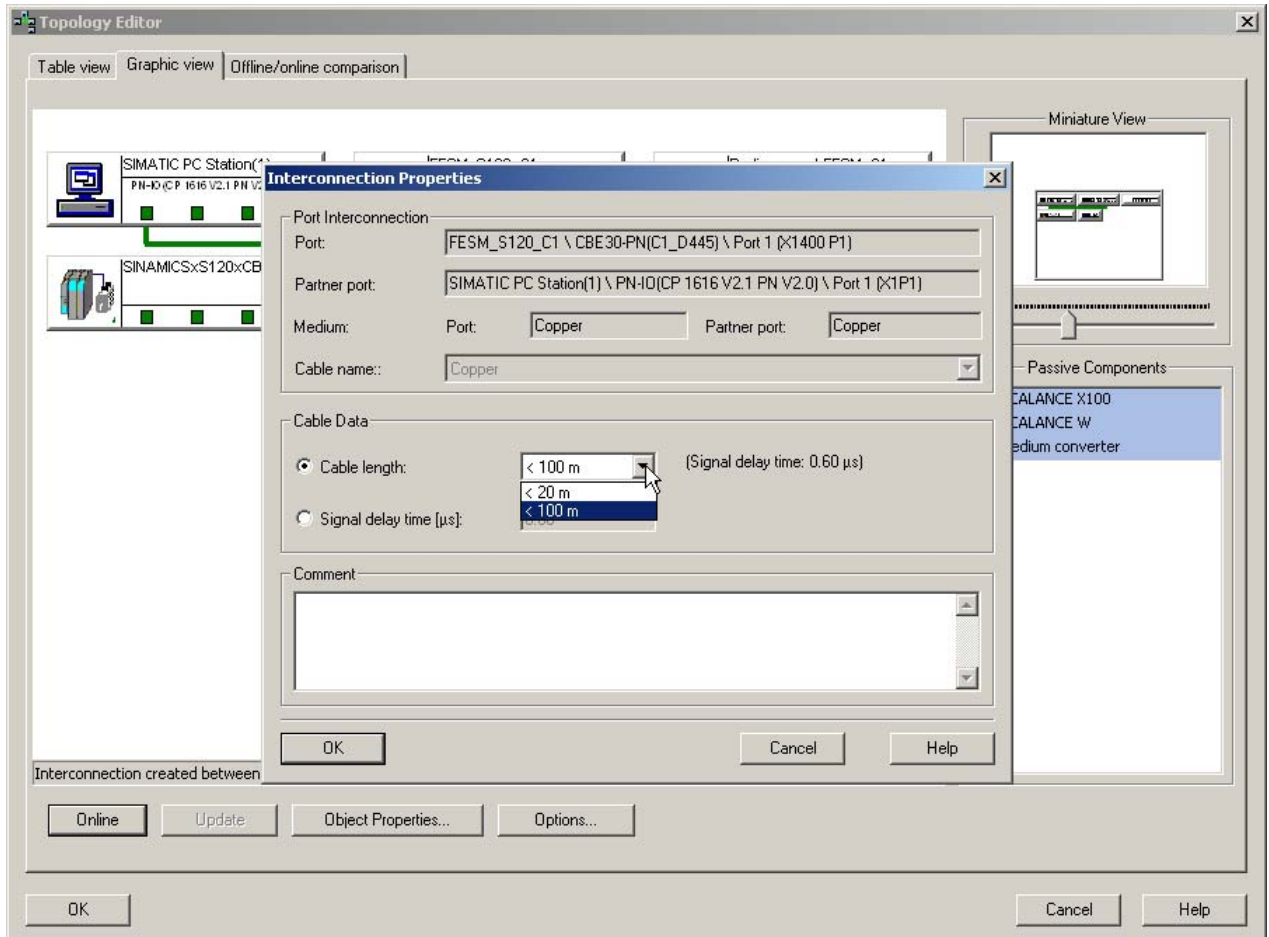 Topology Editor
Table view Graphic view Offline/online comparison
SIMATIC PC Station(1)
PN-IO (CP 1616 V2.1 PN V2
SINAMICSxS120xCB
Miniature View
Interconnection Properties
Port Interconnection
Port: FESM_S120_C1 \ CBE30-PN(C1_D445) \ Port 1 (X1400 P1)
Partner port: SIMATIC PC Station(1) \ PN-IO(CP 1616 V2.1 PN V2.0) \ Port 1 (X1P1)
Medium: Port: Copper Partner port: Copper
Cable name:: Copper
Cable Data
Cable length: < 100 m (Signal delay time: 0.60 µs)
< 20 m
< 100 m
Signal delay time [µs]:
Comment
OK Cancel Help
Passive Components
CALANCE X100
CALANCE W
edium converter
Interconnection created between
Online Update Object Properties... Options...
OK Cancel Help